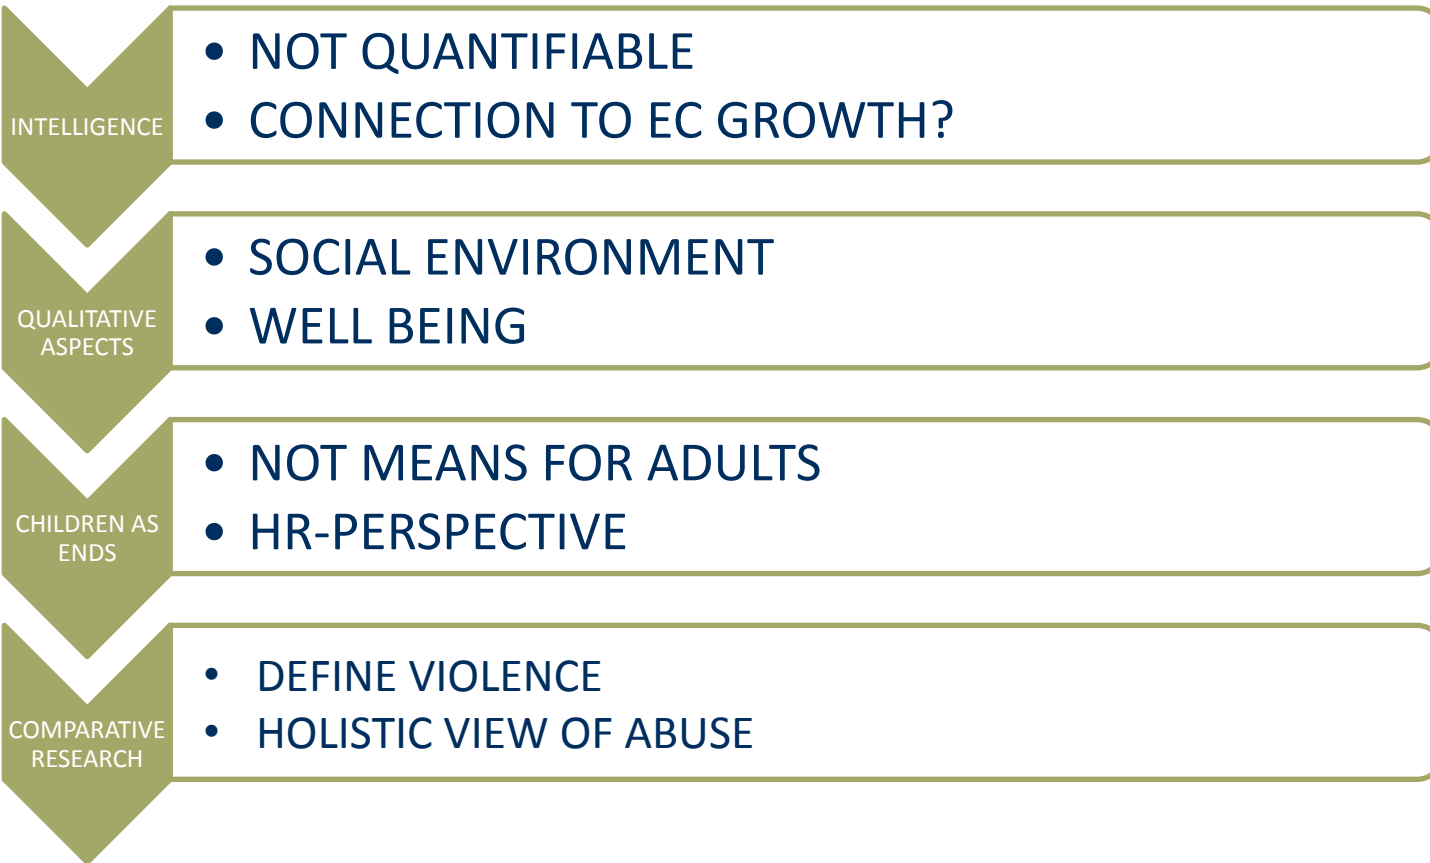 INTELLIGENCE
• NOT QUANTIFIABLE
• CONNECTION TO EC GROWTH?
QUALITATIVE
ASPECTS
• SOCIAL ENVIRONMENT
• WELL BEING
CHILDREN AS
ENDS
• NOT MEANS FOR ADULTS
• HR-PERSPECTIVE
COMPARATIVE
RESEARCH
• DEFINE VIOLENCE
• HOLISTIC VIEW OF ABUSE